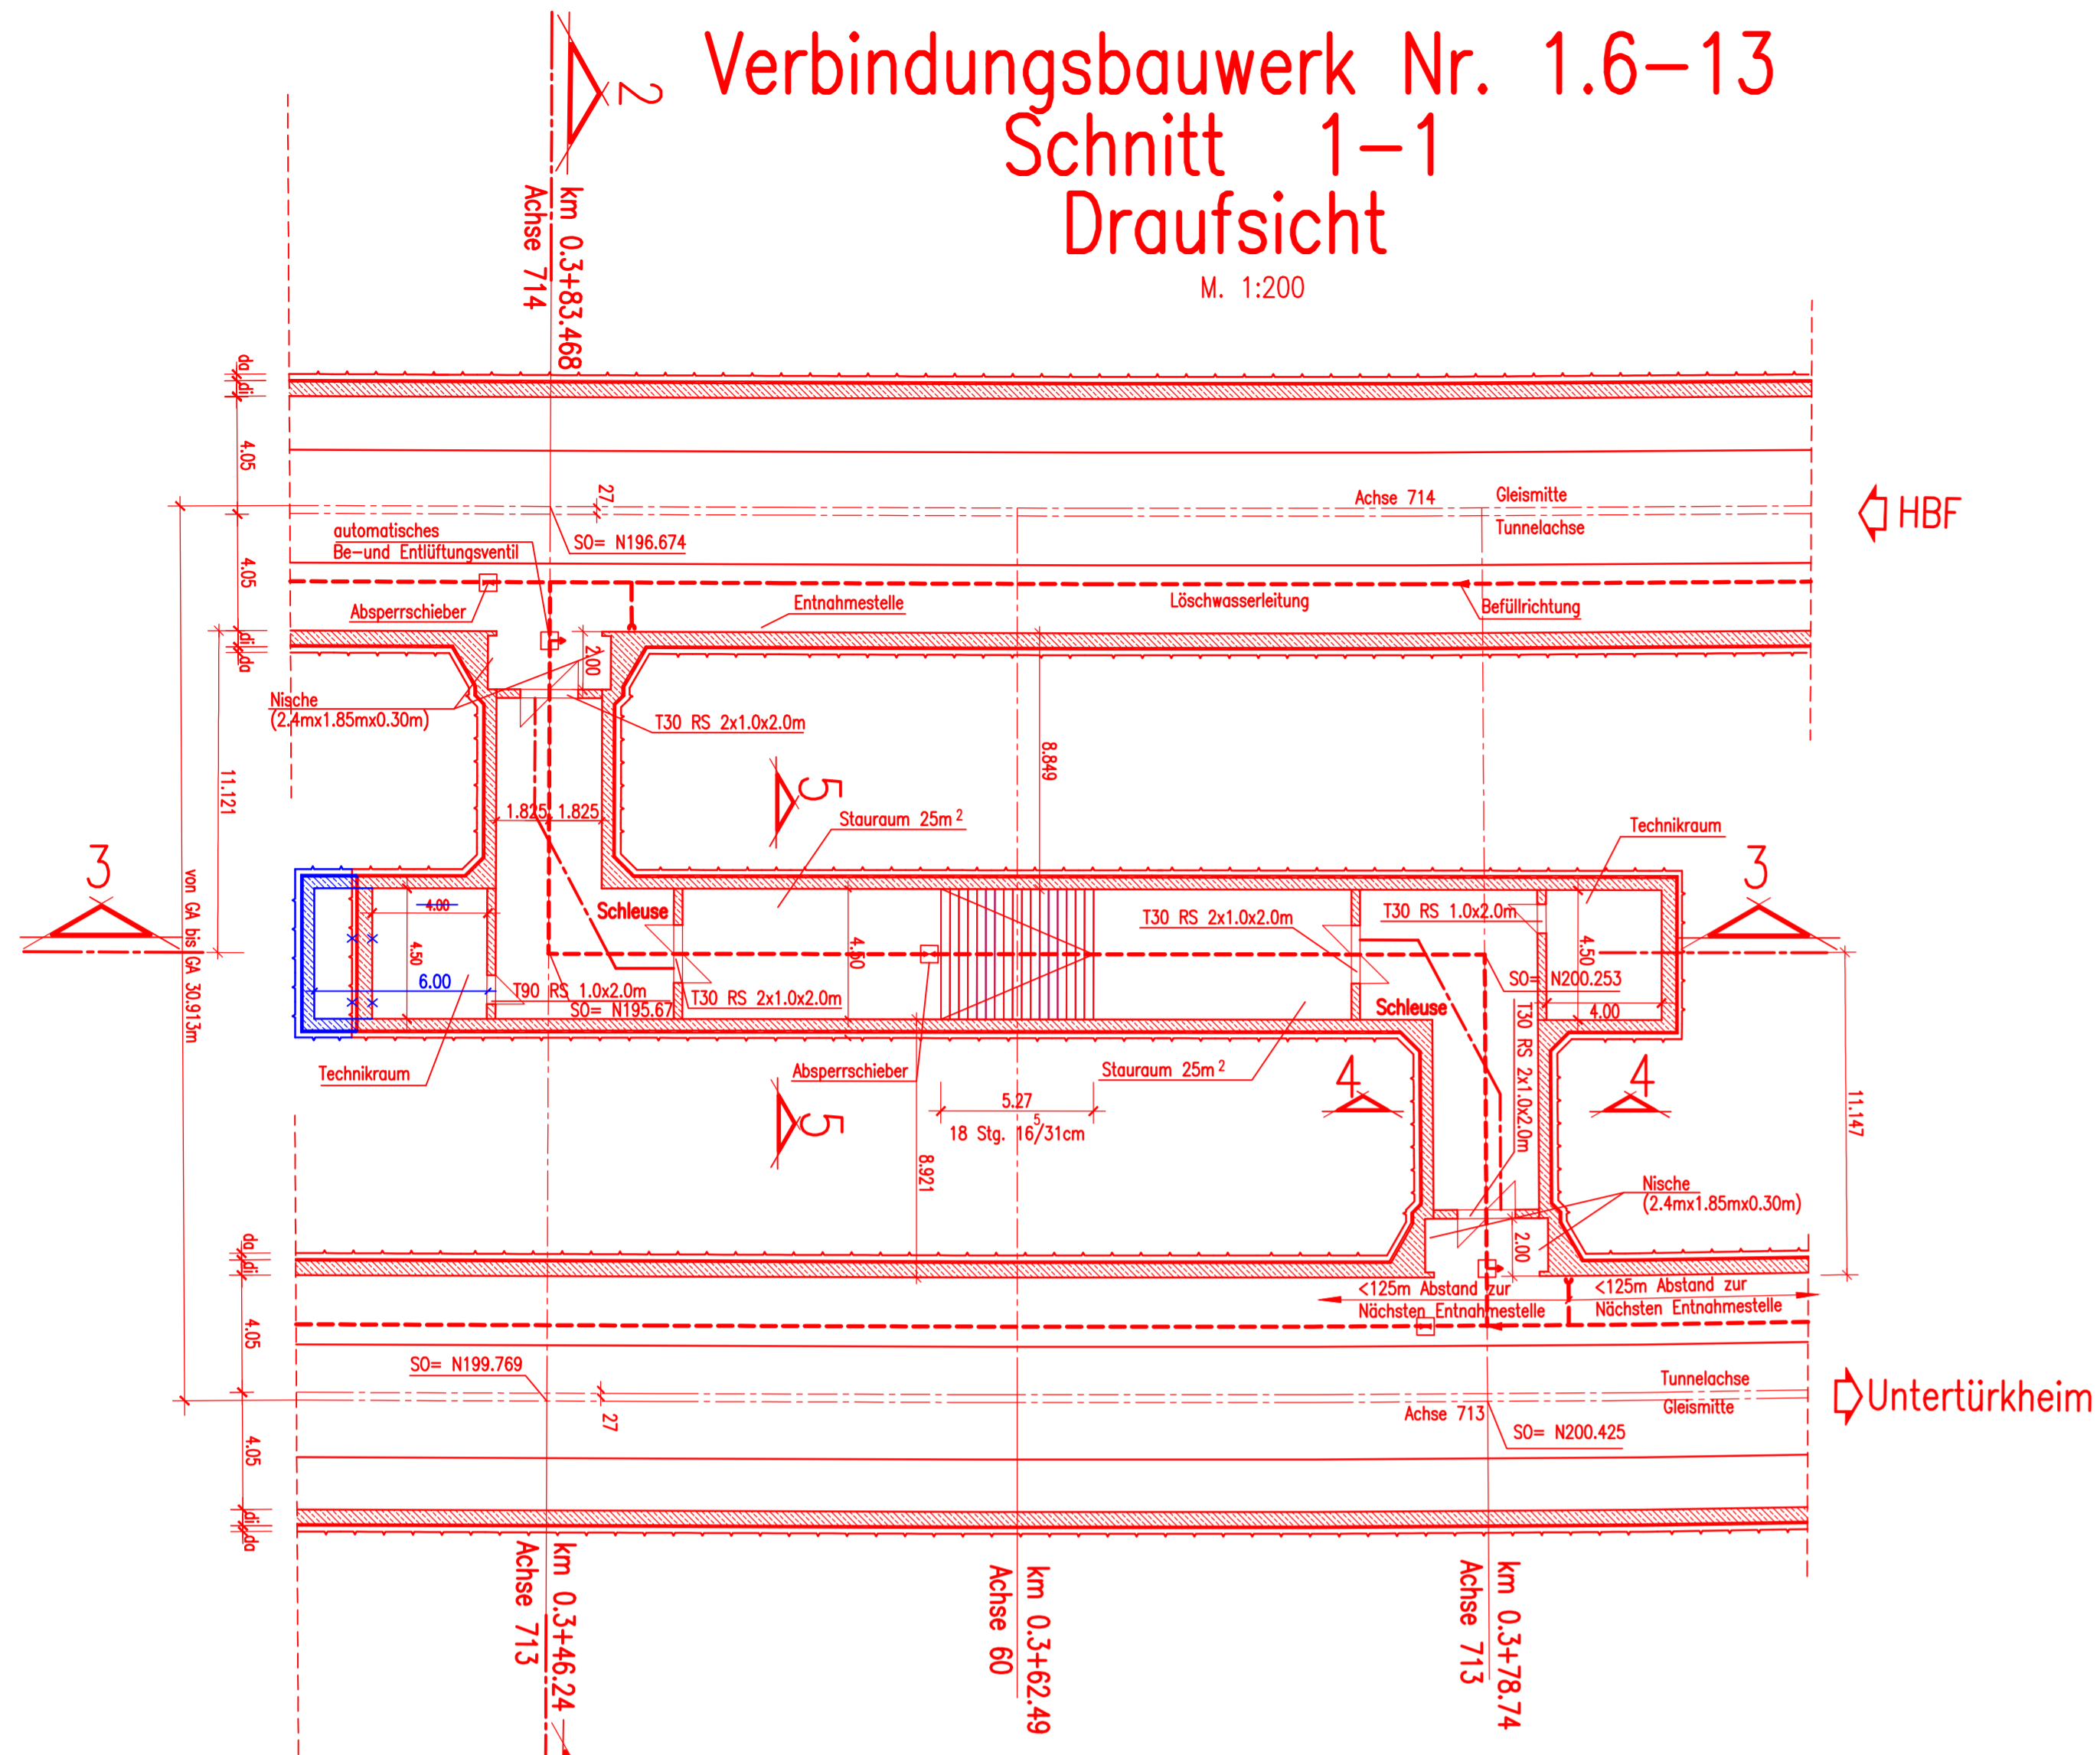 Verbindungsbauwerk Nr. 1.6-13
Schnitt 1-1
Draufsicht
M. 1:200
2
km 0.3+83.468
Achse 714
da
di
4.05
27
Achse 714
Gleismitte
Tunnelachse
HBF
automatisches
Be-und Entlüftungsventil
SO= N196.674
4.05
Absperrschieber
Entnahmestelle
Löschwasserleitung
Befüllrichtung
di
da
2.00
Nische
(2.4mx1.85mx0.30m)
T30 RS 2x1.0x2.0m
8.849
11.121
5
1.825
1.825
Stauraum 25m²
Technikraum
3
3
von GA bis GA 30.913m
4.00
Schleuse
T30 RS 2x1.0x2.0m
T30 RS 1.0x2.0m
4.50
4.50
4.50
6.00
T90 RS 1.0x2.0m
SO= N195.67
T30 RS 2x1.0x2.0m
SO= N200.253
Schleuse
4.00
T30 RS 2x1.0x2.0m
Technikraum
Absperrschieber
Stauraum 25m²
4
4
5
5.27
18 Stg. 16⁵/31cm
11.147
8.921
Nische
(2.4mx1.85mx0.30m)
2.00
da
di
<125m Abstand zur
Nächsten Entnahmestelle
<125m Abstand zur
Nächsten Entnahmestelle
4.05
SO= N199.769
27
Tunnelachse
Gleismitte
Achse 713
Untertürkheim
SO= N200.425
4.05
di
da
km 0.3+46.24
Achse 713
km 0.3+62.49
Achse 60
km 0.3+78.74
Achse 713